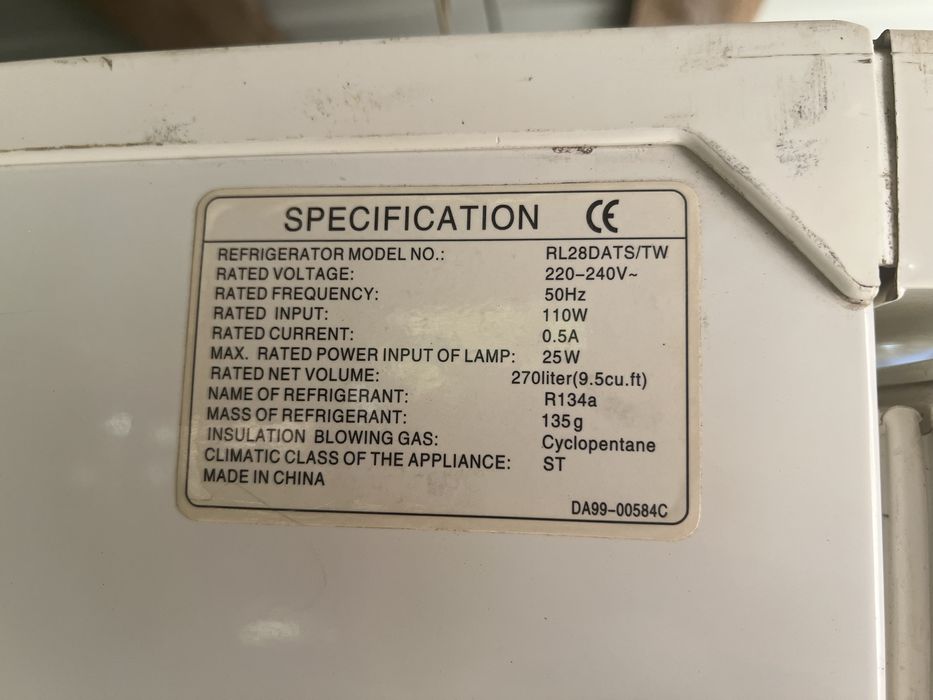 SPECIFICATION CE
REFRIGERATOR MODEL NO.: RL28DATS/TW
RATED VOLTAGE: 220-240V~
RATED FREQUENCY: 50Hz
RATED INPUT: 110W
RATED CURRENT: 0.5A
MAX. RATED POWER INPUT OF LAMP: 25W
RATED NET VOLUME: 270liter(9.5cu.ft)
NAME OF REFRIGERANT: R134a
MASS OF REFRIGERANT: 135g
INSULATION BLOWING GAS: Cyclopentane
CLIMATIC CLASS OF THE APPLIANCE: ST
MADE IN CHINA
DA99-00584C